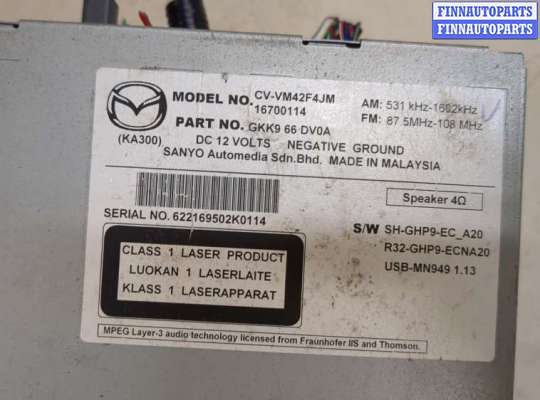 FINNAUTOPARTS
FINNAUTOPARTS
FINNAUTOPARTS
MODEL NO. CV-VM42F4JM
16700114
AM: 531 kHz-1602kHz
FM: 87.5MHz-108 MHz
PART NO. GKK9 66 DV0A
(KA300)
DC 12 VOLTS NEGATIVE GROUND
SANYO Automedia Sdn.Bhd. MADE IN MALAYSIA
Speaker 4Ω
SERIAL NO. 622169502K0114
S/W SH-GHP9-EC_A20
R32-GHP9-ECNA20
USB-MN949 1.13
CLASS 1 LASER PRODUCT
LUOKAN 1 LASERLAITE
KLASS 1 LASERAPPARAT
MPEG Layer-3 audio technology licensed from Fraunhofer IIS and Thomson.